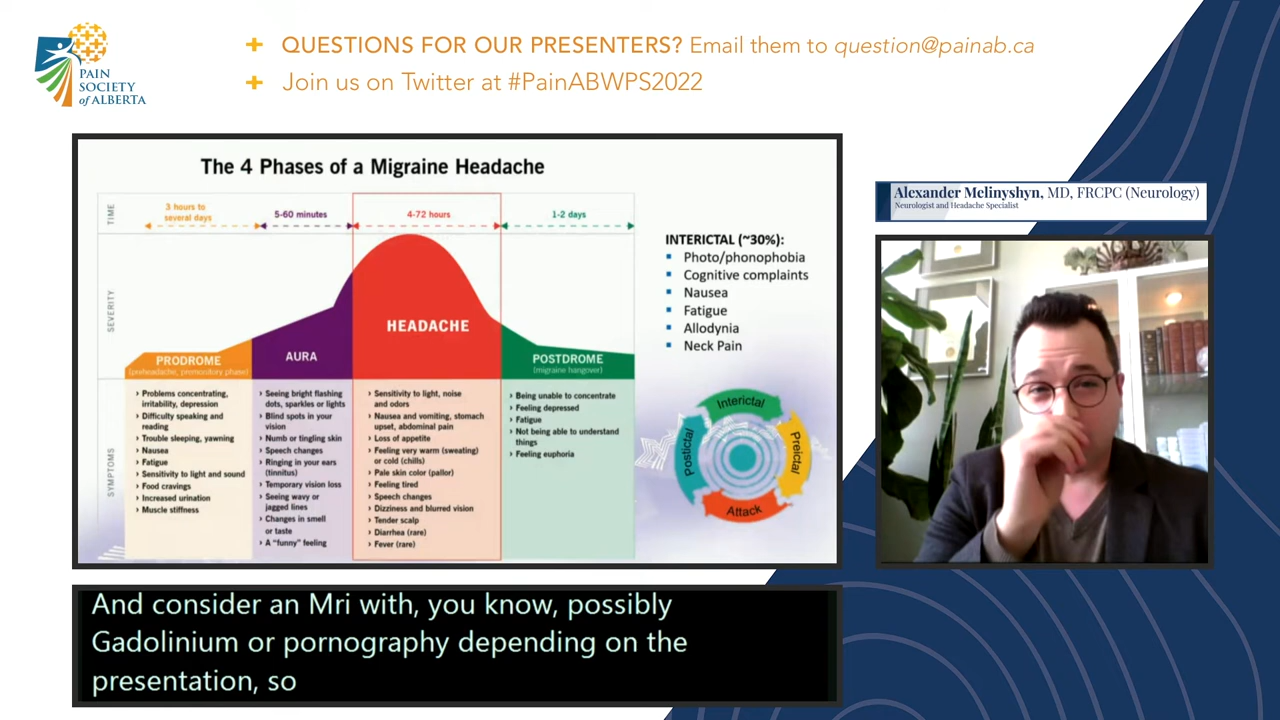 PAIN
SOCIETY
of ALBERTA
+ QUESTIONS FOR OUR PRESENTERS? Email them to question@painab.ca
+ Join us on Twitter at #PainABWPS2022
The 4 Phases of a Migraine Headache
TIME
3 hours to
several days
5-60 minutes
4-72 hours
1-2 days
SEVERITY
PRODROME
(preheadache, premonitory phase)
AURA
HEADACHE
POSTDROME
(migraine hangover)
SYMPTOMS
› Problems concentrating,
irritability, depression
› Difficulty speaking and
reading
› Trouble sleeping, yawning
› Nausea
› Fatigue
› Sensitivity to light and sound
› Food cravings
› Increased urination
› Muscle stiffness
› Seeing bright flashing
dots, sparkles or lights
› Blind spots in your
vision
› Numb or tingling skin
› Speech changes
› Ringing in your ears
(tinnitus)
› Temporary vision loss
› Seeing wavy or
jagged lines
› Changes in smell
or taste
› A “funny” feeling
› Sensitivity to light, noise
and odors
› Nausea and vomiting, stomach
upset, abdominal pain
› Loss of appetite
› Feeling very warm (sweating)
or cold (chills)
› Pale skin color (pallor)
› Feeling tired
› Speech changes
› Dizziness and blurred vision
› Tender scalp
› Diarrhea (rare)
› Fever (rare)
› Being unable to concentrate
› Feeling depressed
› Fatigue
› Not being able to understand
things
› Feeling euphoria
INTERICTAL (~30%):
▪ Photo/phonophobia
▪ Cognitive complaints
▪ Nausea
▪ Fatigue
▪ Allodynia
▪ Neck Pain
Interictal
Preictal
Attack
Postictal
Alexander Melinyshyn, MD, FRCPC (Neurology)
Neurologist and Headache Specialist
And consider an Mri with, you know, possibly
Gadolinium or pornography depending on the
presentation, so